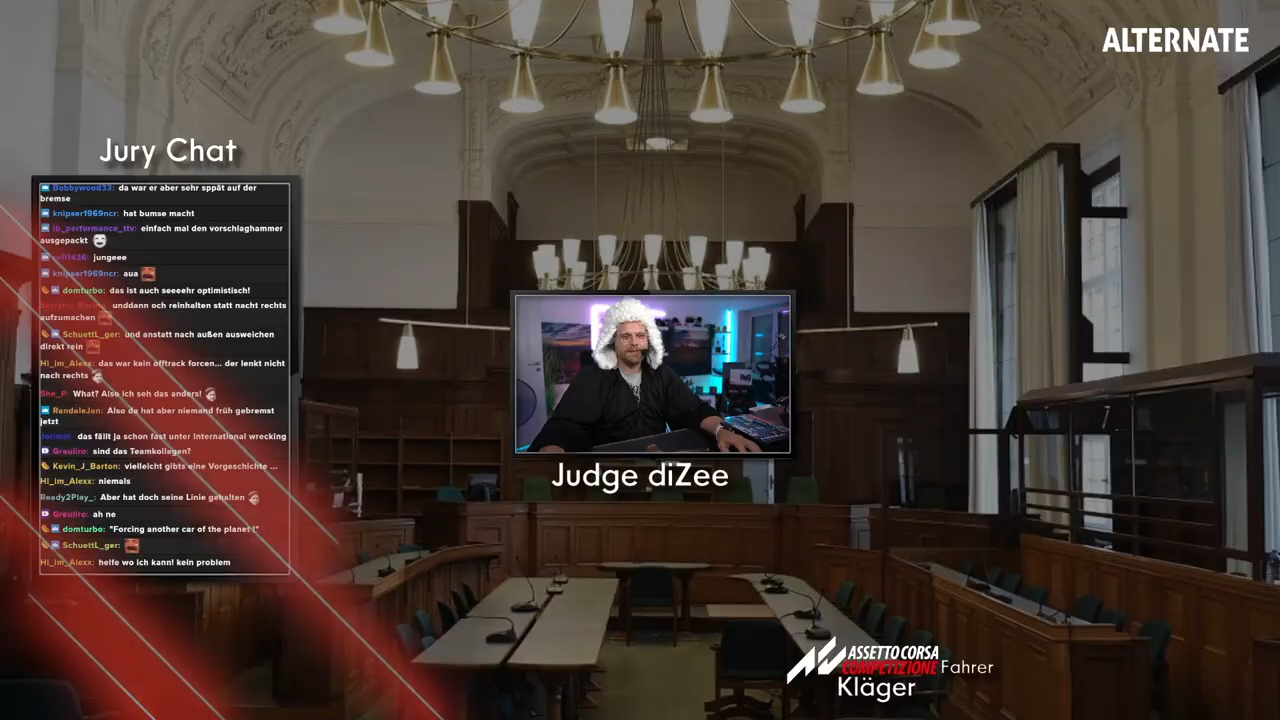 ALTERNATE
Jury Chat
Bobbywood33: da war er aber sehr sppät auf der
bremse
knipser1969ncr: hat bumse macht
jb_performance_ttv: einfach mal den vorschlaghammer
ausgepackt
jungeee
knipser1969ncr: aua
domturbo: das ist auch seeeehr optimistisch!
unddann och reinhalten statt nacht rechts
aufzumachen
SchuettL_ger: und anstatt nach außen ausweichen
direkt rein
Hi_im_Alexx: das war kein offtrack forcen... der lenkt nicht
nach rechts
She_P: What? Also ich seh das anders!
RandaleJan: Also da hat aber niemand früh gebremst
jetzt
das fällt ja schon fast unter International wrecking
Greuliro: sind das Teamkollegen?
Kevin_J_Barton: vielleicht gibts eine Vorgeschichte ...
Hi_im_Alexx: niemals
Ready2Play_: Aber hat doch seine Linie gehalten
Greuliro: ah ne
domturbo: "Forcing another car of the planet !"
SchuettL_ger:
Hi_im_Alexx: helfe wo ich kann! kein problem
Judge diZee
ASSETTO CORSA
COMPETIZIONE Fahrer
Kläger